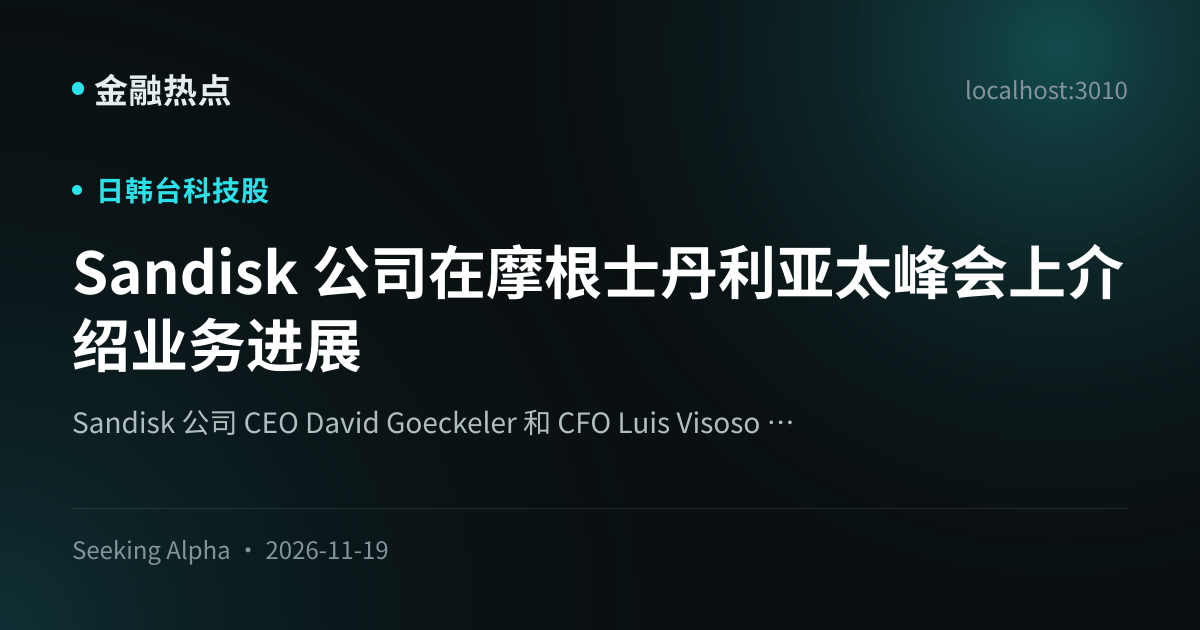 金融热点
localhost:3010
日韩台科技股
Sandisk 公司在摩根士丹利亚太峰会上介
绍业务进展
Sandisk 公司 CEO David Goeckeler 和 CFO Luis Visoso ···
Seeking Alpha · 2026-11-19